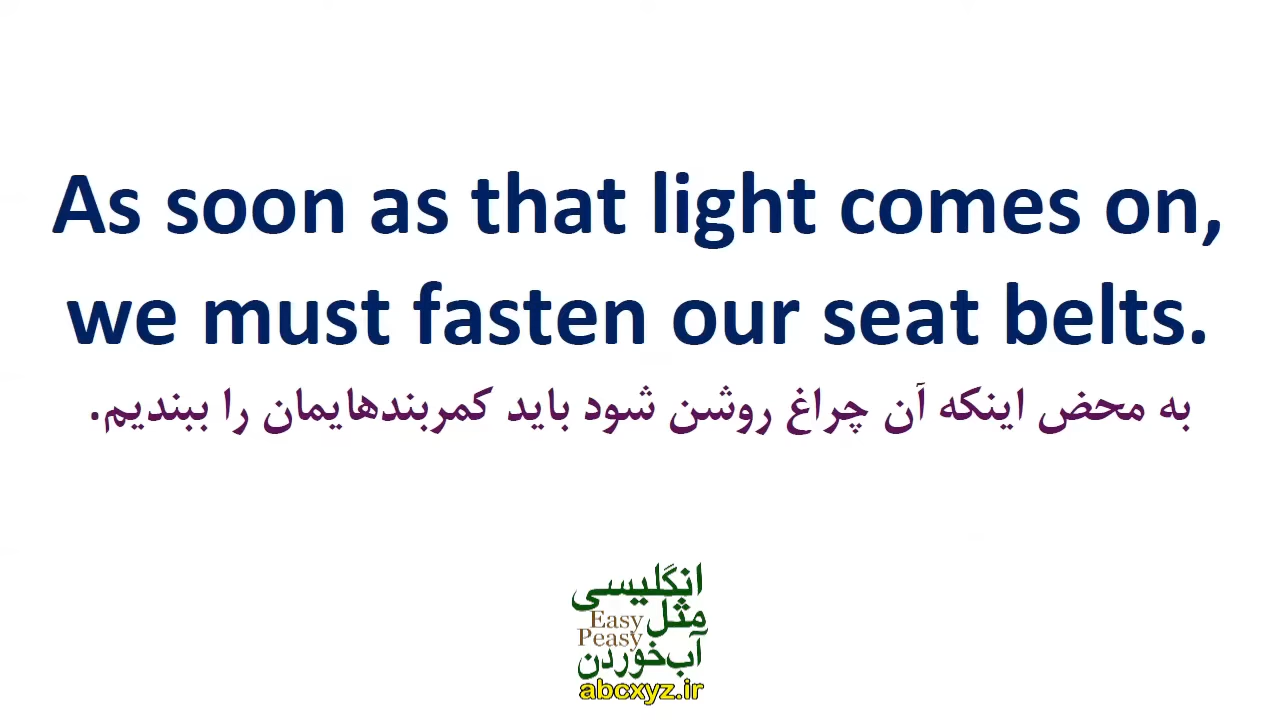 As soon as that light comes on,
we must fasten our seat belts.
به محض اینکه آن چراغ روشن شود باید کمربندهایمان را ببندیم.
انگلیسی
مثل Easy
Peasy
آب‌خوردن
abcxyz.ir